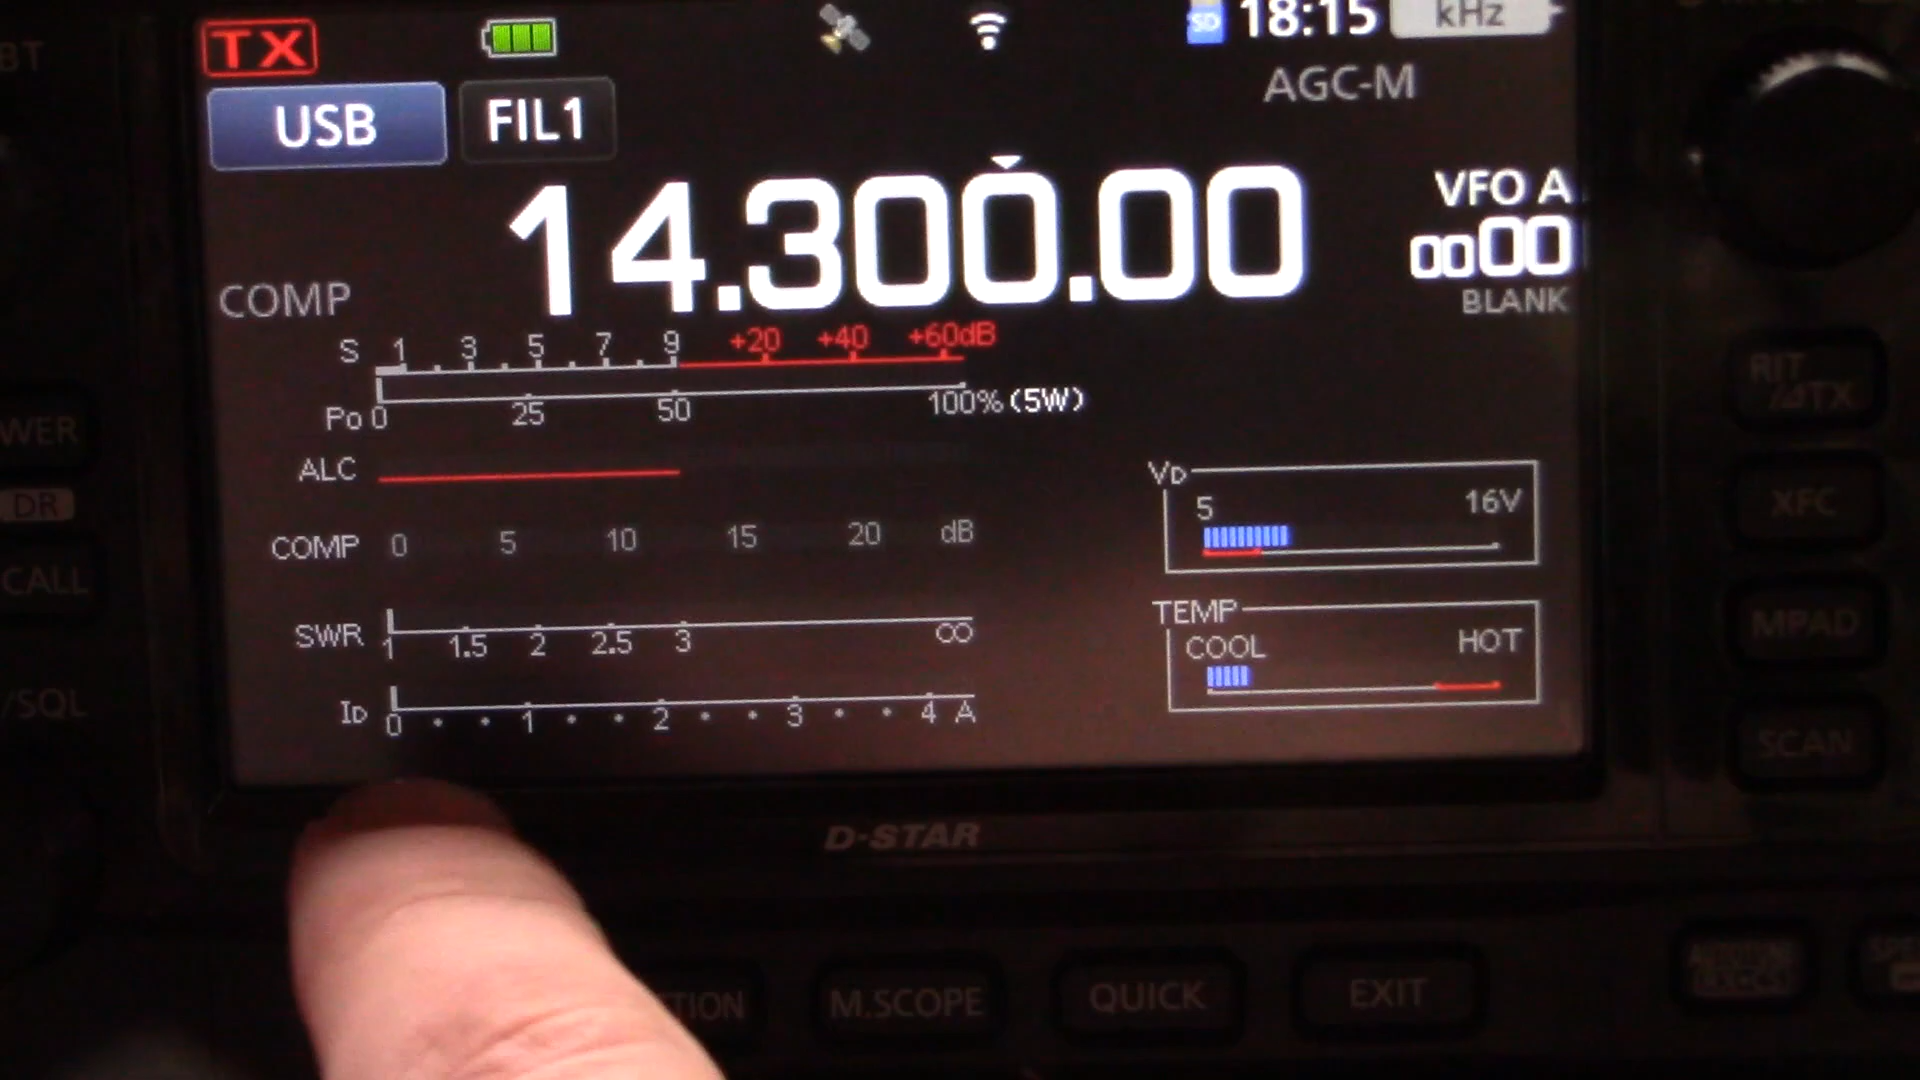 TX SD 18:15 kHz
USB FIL1 AGC-M
14.300.00 VFO A
0000
BLANK
COMP
S 1 3 5 7 9 +20 +40 +60dB
Po 0 25 50 100% (5W)
ALC
COMP 0 5 10 15 20 dB
SWR 1 1.5 2 2.5 3 ∞
ID 0 1 2 3 4 A
VD
5 16V
TEMP
COOL HOT
BT
WER
DR
CALL
/SQL
RIT
/⊿TX
XFC
MPAD
SCAN
D-STAR
TION M.SCOPE QUICK EXIT